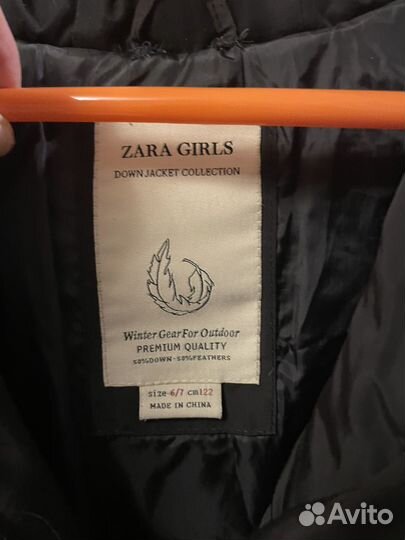 ZARA GIRLS
DOWN JACKET COLLECTION
Winter Gear For Outdoor
PREMIUM QUALITY
50%DOWN-50%FEATHERS
size 6/7 cm122
MADE IN CHINA
Avito